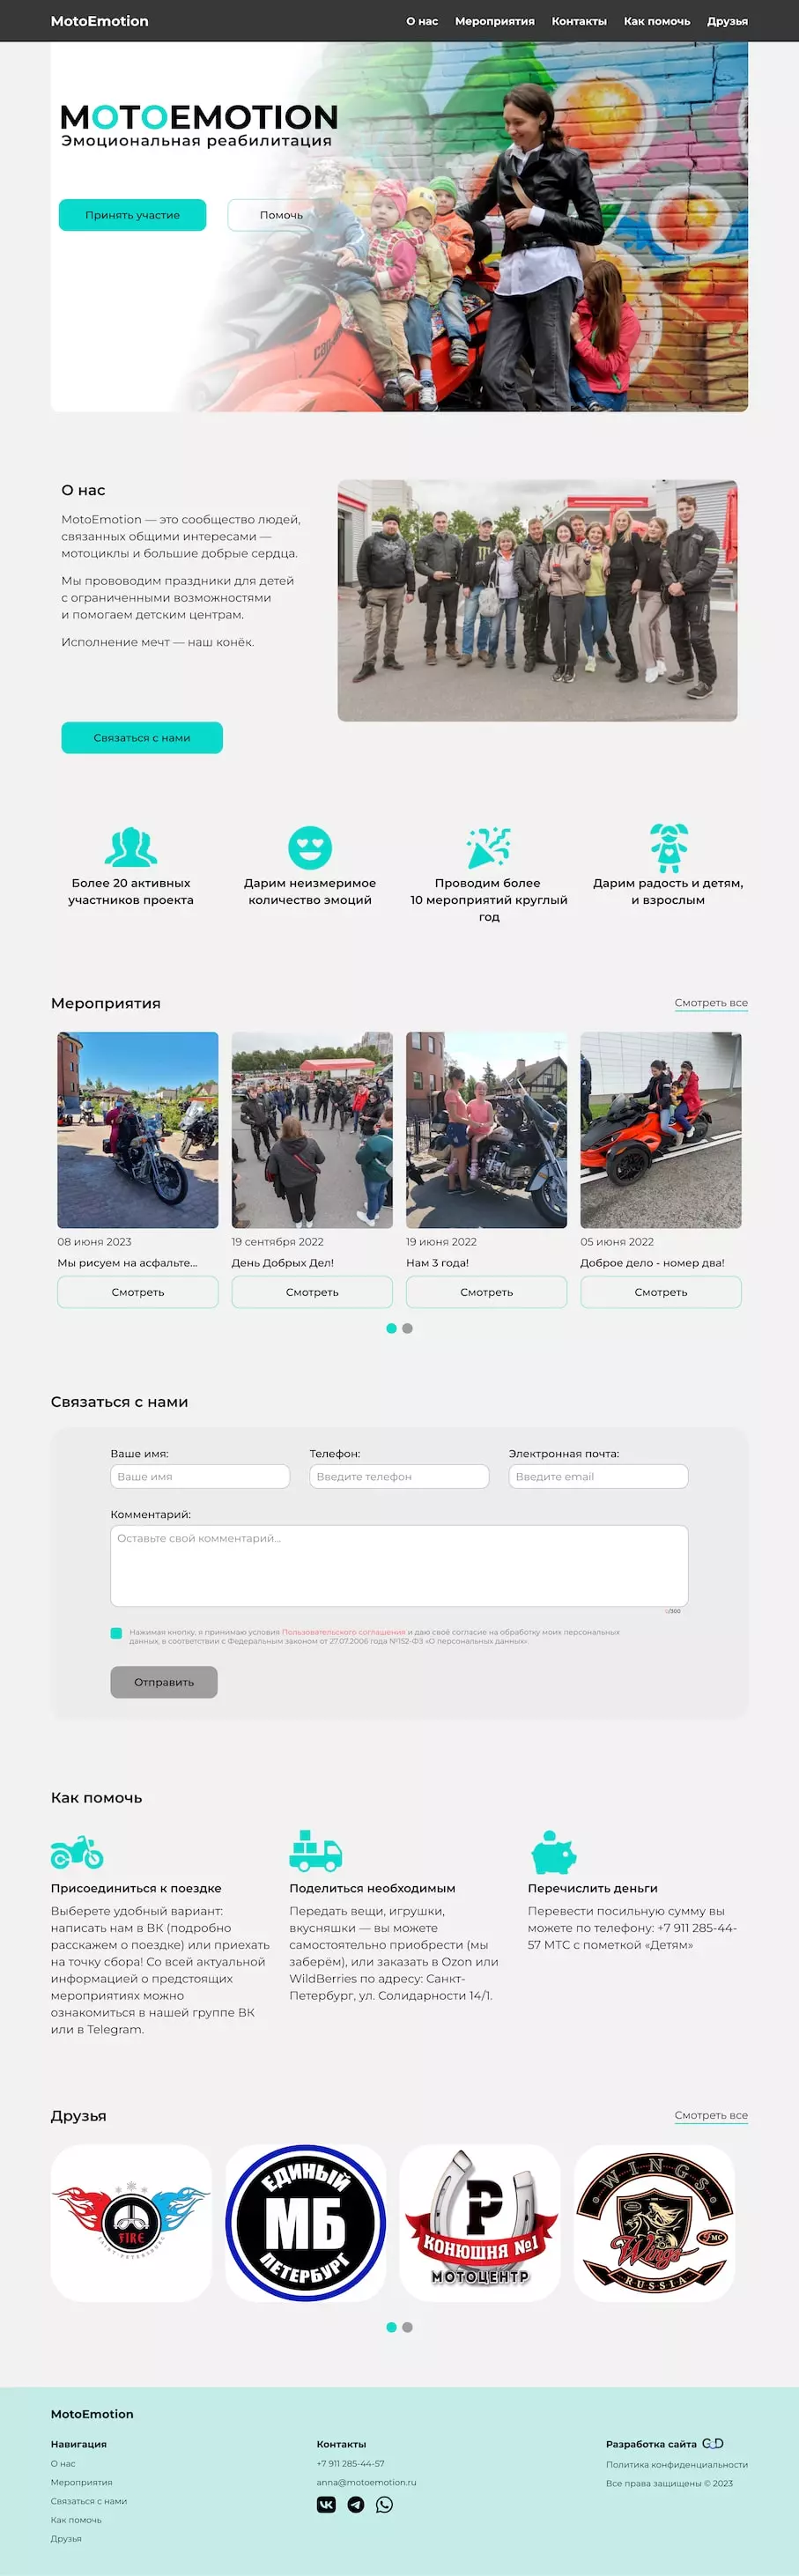 MotoEmotion
О нас Мероприятия Контакты Как помочь Друзья
MOTOEMOTION
Эмоциональная реабилитация
Принять участие Помочь
О нас
MotoEmotion — это сообщество людей,
связанных общими интересами —
мотоциклы и большие добрые сердца.
Мы прововодим праздники для детей
с ограниченными возможностями
и помогаем детским центрам.
Исполнение мечт — наш конёк.
Связаться с нами
Более 20 активных
участников проекта
Дарим неизмеримое
количество эмоций
Проводим более
10 мероприятий круглый
год
Дарим радость и детям,
и взрослым
Мероприятия
Смотреть все
08 июня 2023
Мы рисуем на асфальте...
Смотреть
19 сентября 2022
День Добрых Дел!
Смотреть
19 июня 2022
Нам 3 года!
Смотреть
05 июня 2022
Доброе дело - номер два!
Смотреть
Связаться с нами
Ваше имя:
Ваше имя
Телефон:
Введите телефон
Электронная почта:
Введите email
Комментарий:
Оставьте свой комментарий...
0/300
Нажимая кнопку, я принимаю условия Пользовательского соглашения и даю своё согласие на обработку моих персональных
данных, в соответствии с Федеральным законом от 27.07.2006 года №152-ФЗ «О персональных данных».
Отправить
Как помочь
Присоединиться к поездке
Выберете удобный вариант:
написать нам в ВК (подробно
расскажем о поездке) или приехать
на точку сбора! Со всей актуальной
информацией о предстоящих
мероприятиях можно
ознакомиться в нашей группе ВК
или в Telegram.
Поделиться необходимым
Передать вещи, игрушки,
вкусняшки — вы можете
самостоятельно приобрести (мы
заберём), или заказать в Ozon или
WildBerries по адресу: Санкт-
Петербург, ул. Солидарности 14/1.
Перечислить деньги
Перевести посильную сумму вы
можете по телефону: +7 911 285-44-
57 МТС с пометкой «Детям»
Друзья
Смотреть все
FIRE
SAINT-PETERSBURG
ЕДИНЫЙ
МБ
ПЕТЕРБУРГ
Р
КОНЮШНЯ №1
МОТОЦЕНТР
WINGS
Wings
MC
RUSSIA
MotoEmotion
Навигация
О нас
Мероприятия
Связаться с нами
Как помочь
Друзья
Контакты
+7 911 285-44-57
anna@motoemotion.ru
Разработка сайта
Политика конфиденциальности
Все права защищены © 2023